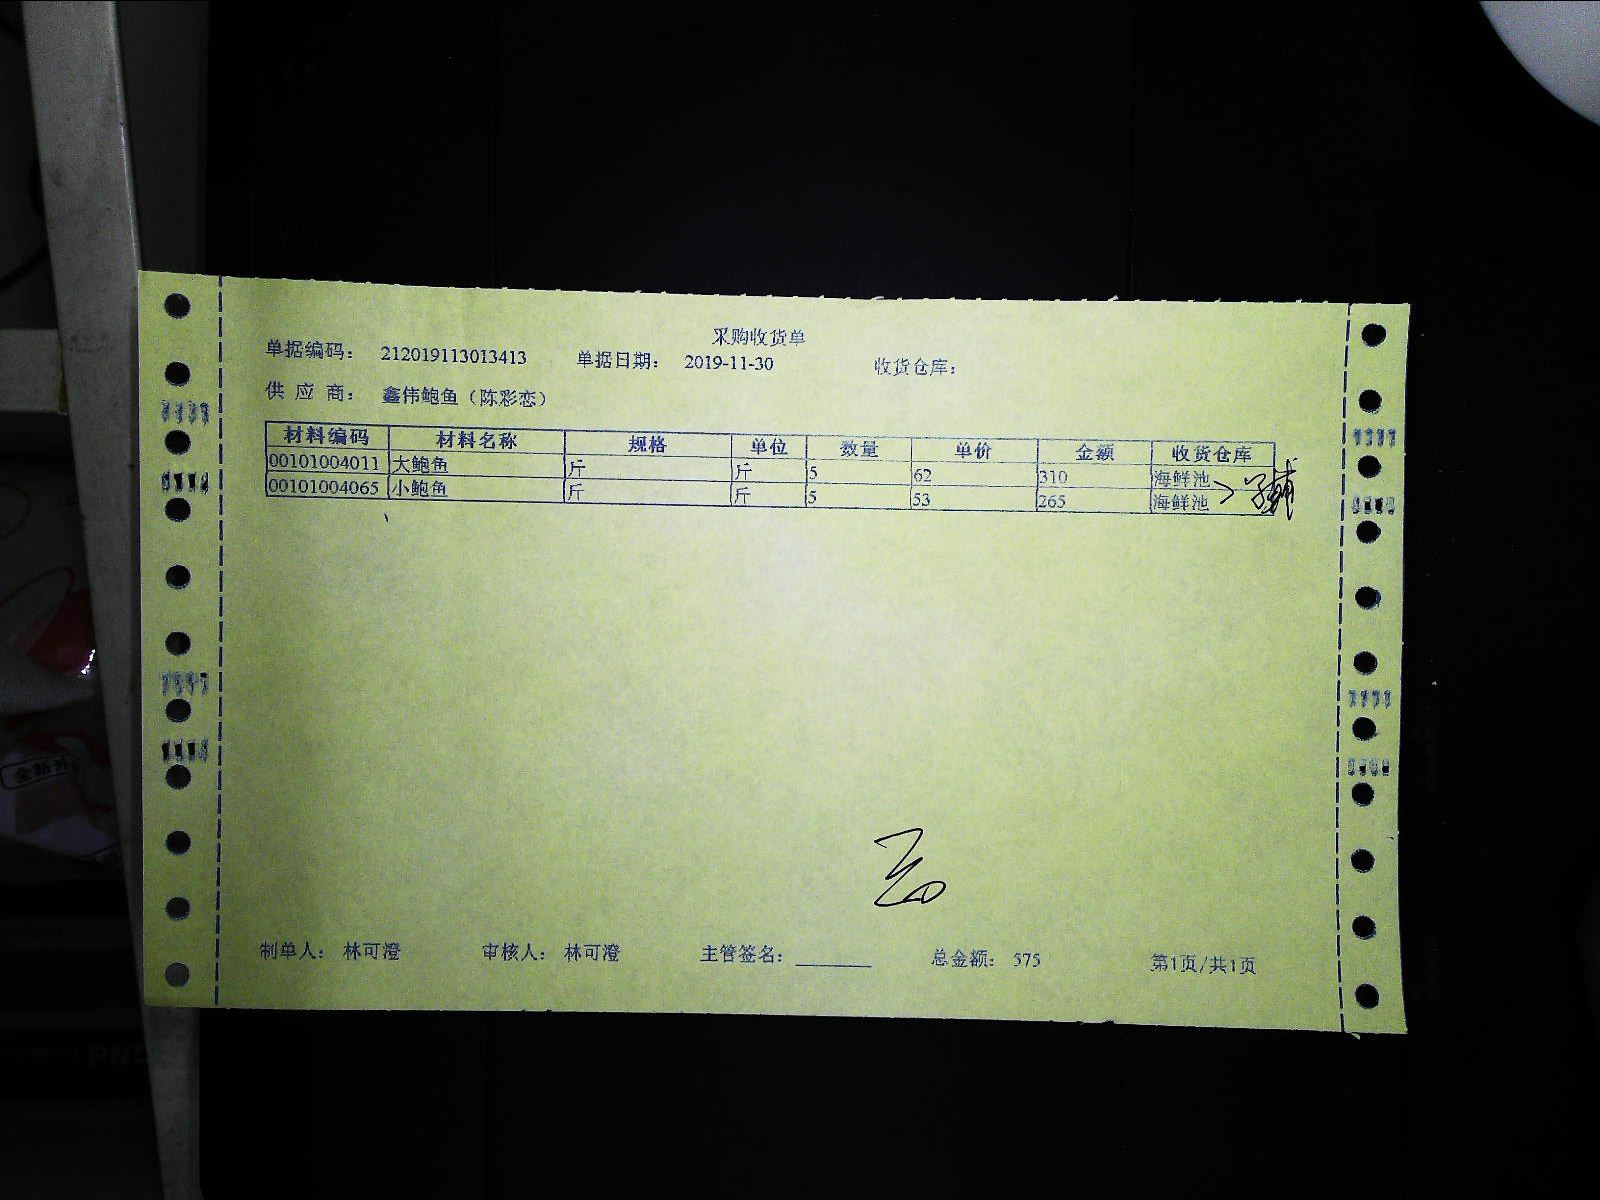 采购收货单
单据编码： 212019113013413 单据日期： 2019-11-30 收货仓库：
供 应 商： 鑫伟鲍鱼（陈彩恋）
材料编码 材料名称 规格 单位 数量 单价 金额 收货仓库
00101004011 大鲍鱼 斤 斤 5 62 310 海鲜池
00101004065 小鲍鱼 斤 斤 5 53 265 海鲜池
制单人： 林可澄 审核人： 林可澄 主管签名：________ 总金额： 575 第1页/共1页
全新升